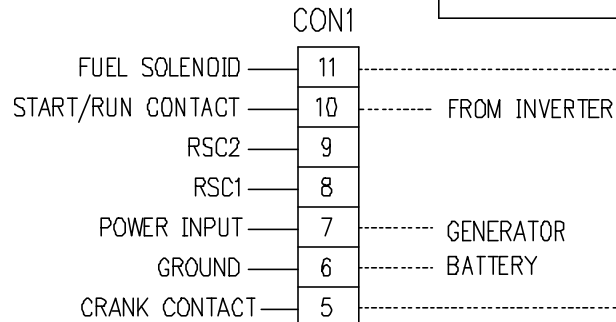 CON1
FUEL SOLENOID 11
START/RUN CONTACT 10 FROM INVERTER
RSC2 9
RSC1 8
POWER INPUT 7 GENERATOR
GROUND 6 BATTERY
CRANK CONTACT 5